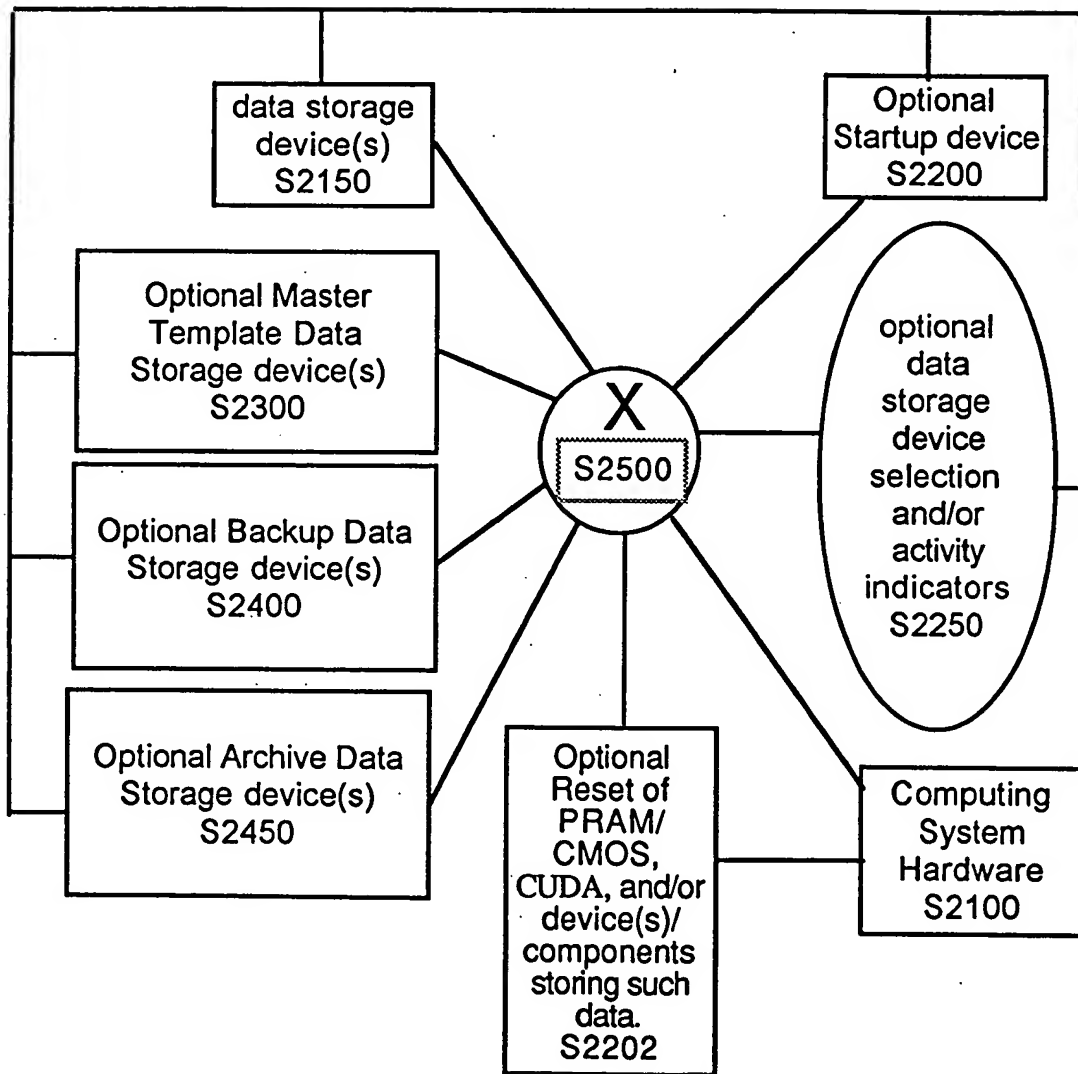 data storage
device(s)
S2150
Optional
Startup device
S2200
Optional Master
Template Data
Storage device(s)
S2300
X
S2500
optional
data
storage
device
selection
and/or
activity
indicators
S2250
Optional Backup Data
Storage device(s)
S2400
Optional Archive Data
Storage device(s)
S2450
Optional
Reset of
PRAM/
CMOS,
CUDA, and/or
device(s)/
components
storing such
data.
S2202
Computing
System
Hardware
S2100